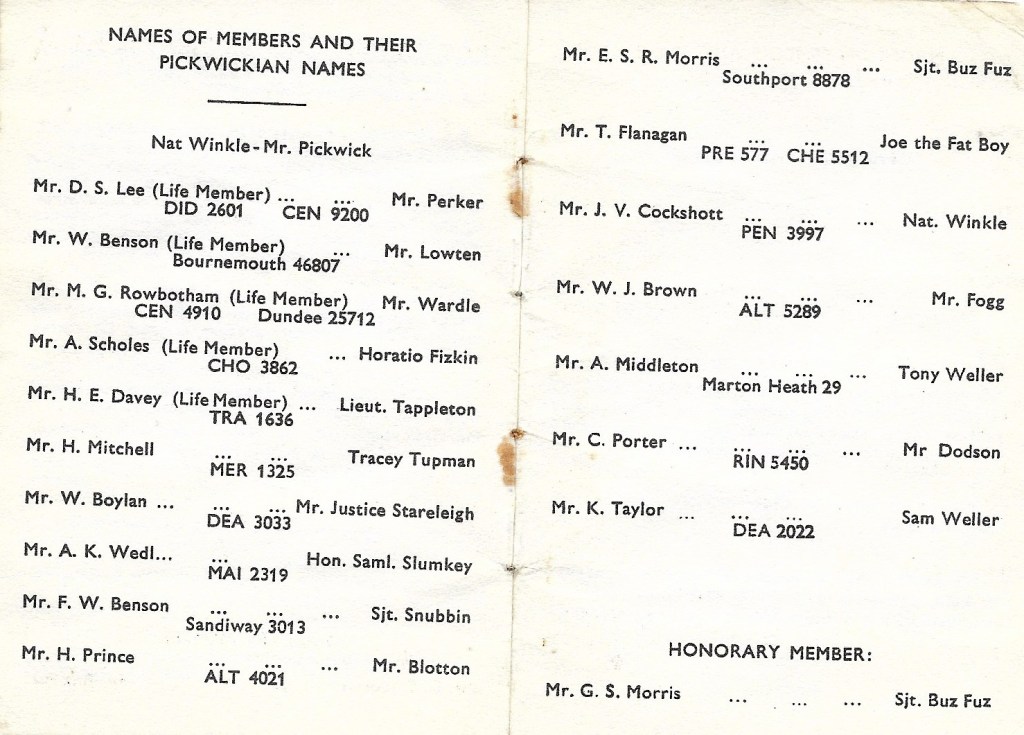 NAMES OF MEMBERS AND THEIR
PICKWICKIAN NAMES
Nat Winkle - Mr. Pickwick
Mr. D. S. Lee (Life Member) ... ... Mr. Perker
DID 2601 CEN 9200
Mr. W. Benson (Life Member) ... Mr. Lowten
Bournemouth 46807
Mr. M. G. Rowbotham (Life Member) Mr. Wardle
CEN 4910 Dundee 25712
Mr. A. Scholes (Life Member) ... Horatio Fizkin
CHO 3862
Mr. H. E. Davey (Life Member) ... Lieut. Tappleton
TRA 1636
Mr. H. Mitchell ... ... Tracey Tupman
MER 1325
Mr. W. Boylan ... ... ... Mr. Justice Stareleigh
DEA 3033
Mr. A. K. Wedl... ... Hon. Saml. Slumkey
MAI 2319
Mr. F. W. Benson ... ... ... Sjt. Snubbin
Sandiway 3013
Mr. H. Prince ... ... ... Mr. Blotton
ALT 4021
Mr. E. S. R. Morris ... ... ... Sjt. Buz Fuz
Southport 8878
Mr. T. Flanagan ... ... Joe the Fat Boy
PRE 577 CHE 5512
Mr. J. V. Cockshott ... ... ... Nat. Winkle
PEN 3997
Mr. W. J. Brown ... ... ... Mr. Fogg
ALT 5289
Mr. A. Middleton ... ... ... Tony Weller
Marton Heath 29
Mr. C. Porter ... ... ... ... Mr Dodson
RIN 5450
Mr. K. Taylor ... ... ... Sam Weller
DEA 2022
HONORARY MEMBER:
Mr. G. S. Morris ... ... ... Sjt. Buz Fuz